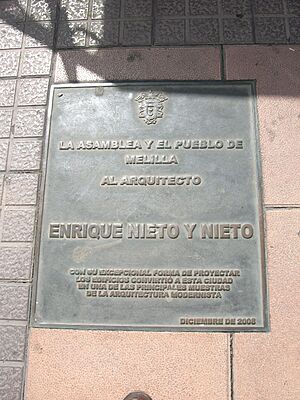 LA ASAMBLEA Y EL PUEBLO DE
MELILLA
AL ARQUITECTO
ENRIQUE NIETO Y NIETO
CON SU EXCEPCIONAL FORMA DE PROYECTAR
LOS EDIFICIOS CONVIRTIÓ A ESTA CIUDAD
EN UNA DE LAS PRINCIPALES MUESTRAS
DE LA ARQUITECTURA MODERNISTA
DICIEMBRE DE 2008